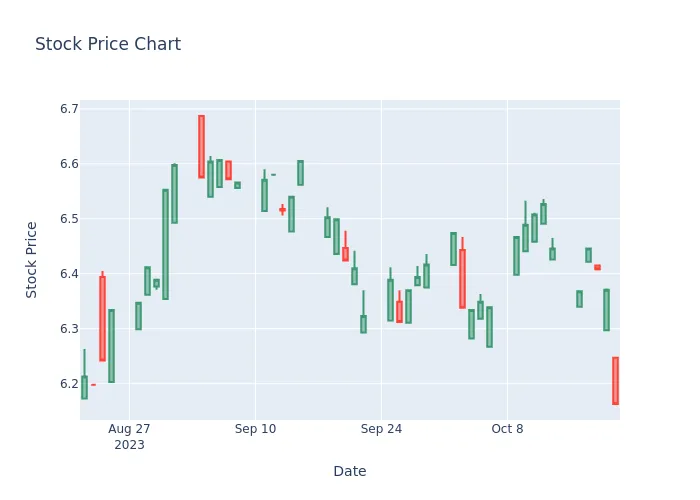 Stock Price Chart
Stock Price
6.7
6.6
6.5
6.4
6.3
6.2
Aug 27
2023
Sep 10
Sep 24
Oct 8
Date